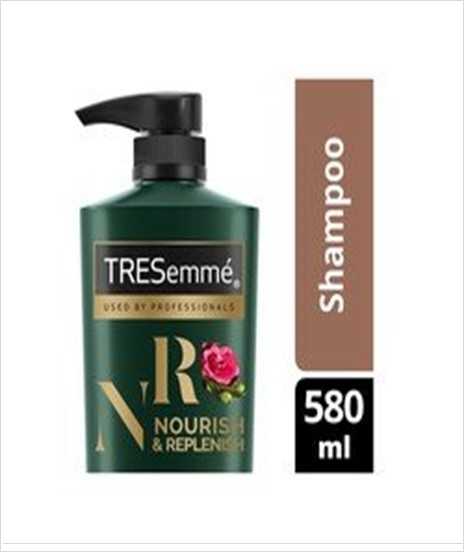 TRESemmé®
USED BY PROFESSIONALS
NR
NOURISH
& REPLENISH
Shampoo
580
ml